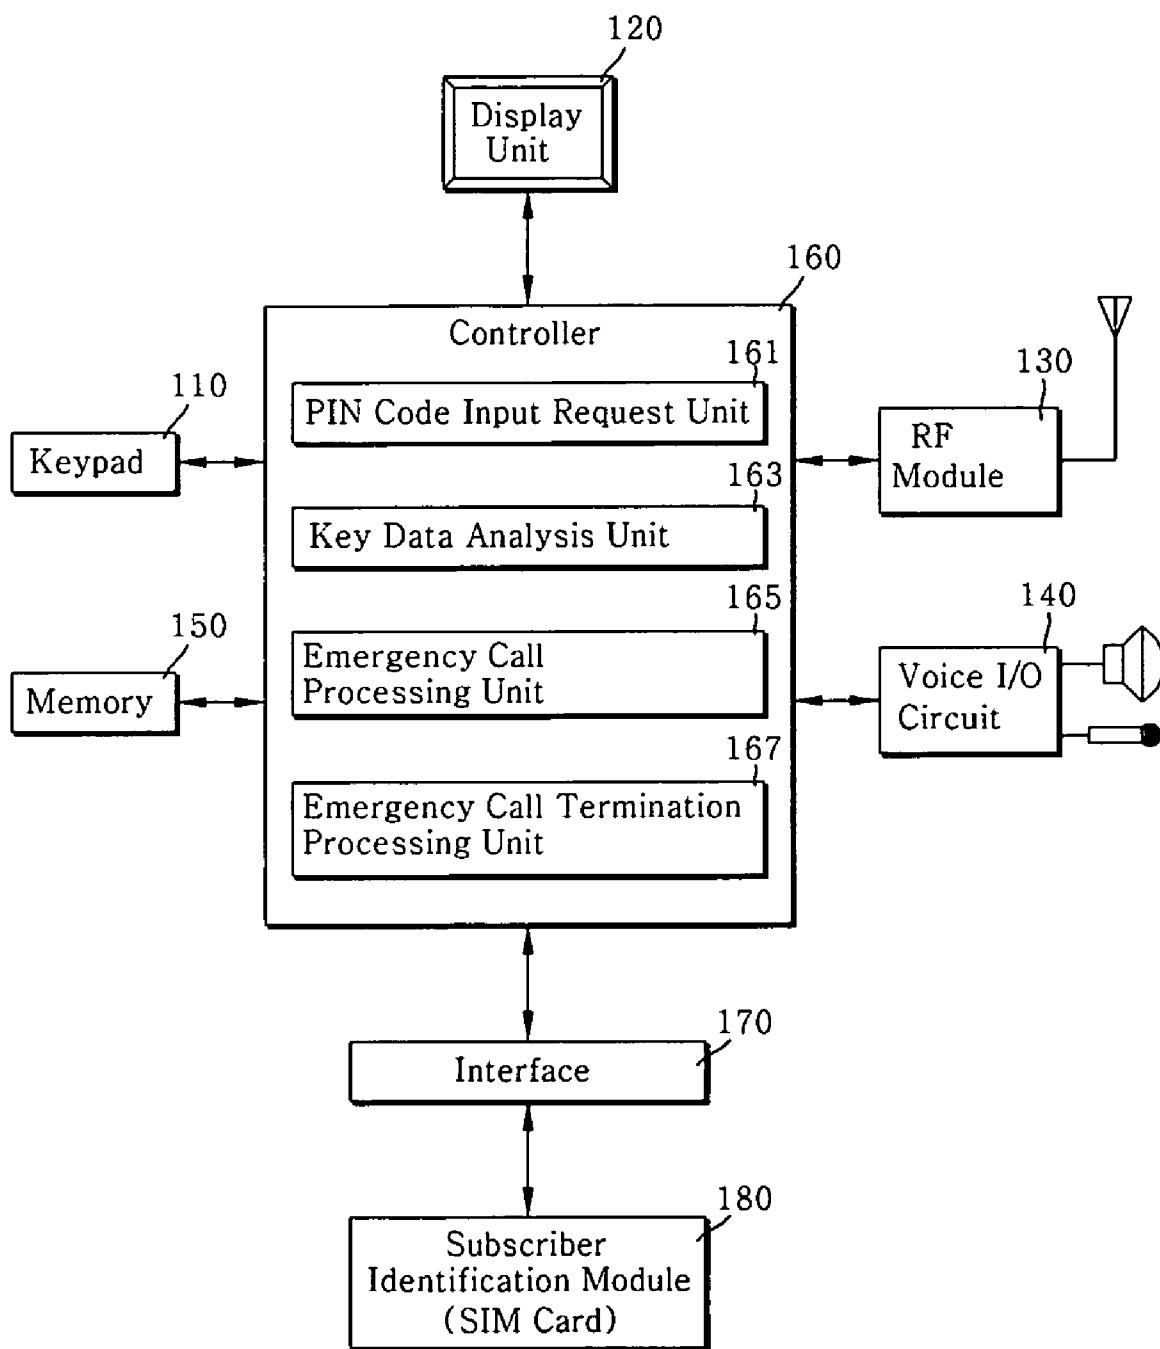 120
Display
Unit
160
Controller
161
PIN Code Input Request Unit
110
Keypad
130
RF
Module
163
Key Data Analysis Unit
150
Memory
165
Emergency Call
Processing Unit
140
Voice I/O
Circuit
167
Emergency Call Termination
Processing Unit
170
Interface
180
Subscriber
Identification Module
(SIM Card)